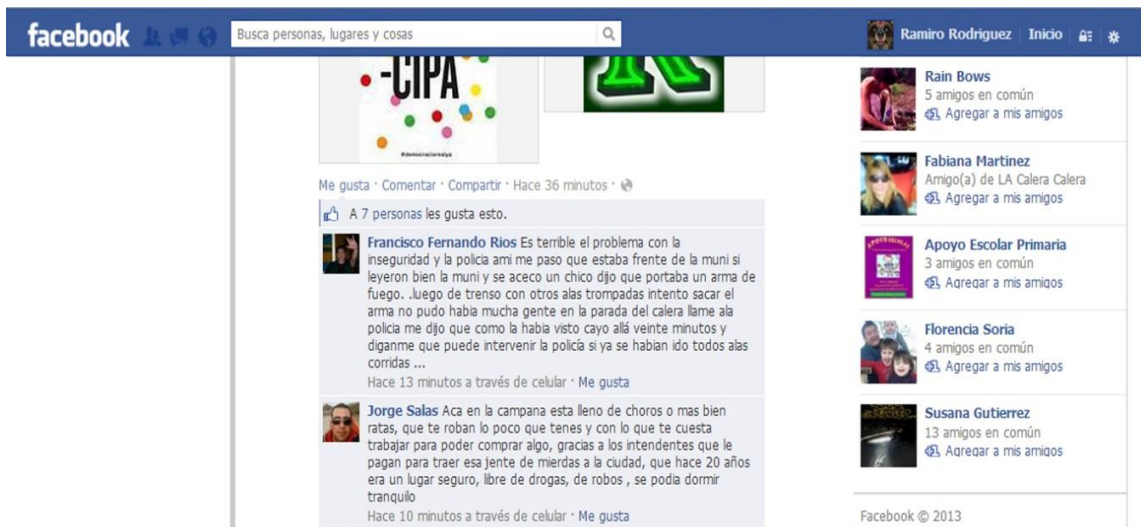 facebook
Busca personas, lugares y cosas
Ramiro Rodriguez
Inicio
-CIPA
#democraciarealya
Me gusta · Comentar · Compartir · Hace 36 minutos ·
A 7 personas les gusta esto.
Francisco Fernando Rios Es terrible el problema con la
inseguridad y la policia ami me paso que estaba frente de la muni si
leyeron bien la muni y se aceco un chico dijo que portaba un arma de
fuego. .luego de trenso con otros alas trompadas intento sacar el
arma no pudo habia mucha gente en la parada del calera llame ala
policia me dijo que como la habia visto cayo allá veinte minutos y
diganme que puede intervenir la policía si ya se habian ido todos alas
corridas ...
Hace 13 minutos a través de celular · Me gusta
Jorge Salas Aca en la campana esta lleno de choros o mas bien
ratas, que te roban lo poco que tenes y con lo que te cuesta
trabajar para poder comprar algo, gracias a los intendentes que le
pagan para traer esa jente de mierdas a la ciudad, que hace 20 años
era un lugar seguro, libre de drogas, de robos , se podia dormir
tranquilo
Hace 10 minutos a través de celular · Me gusta
Rain Bows
5 amigos en común
Agregar a mis amigos
Fabiana Martinez
Amigo(a) de LA Calera Calera
Agregar a mis amigos
APOYO ESCOLAR
Apoyo Escolar Primaria
3 amigos en común
Agregar a mis amigos
Florencia Soria
4 amigos en común
Agregar a mis amigos
Susana Gutierrez
13 amigos en común
Agregar a mis amigos
Facebook © 2013